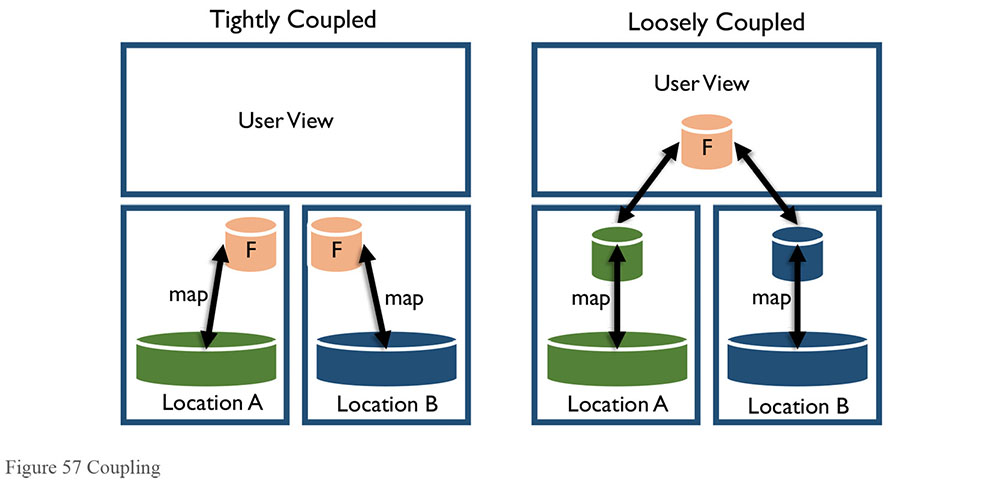 Tightly Coupled
User View
F
F
map
map
Location A
Location B
Loosely Coupled
User View
F
map
map
Location A
Location B
Figure 57 Coupling